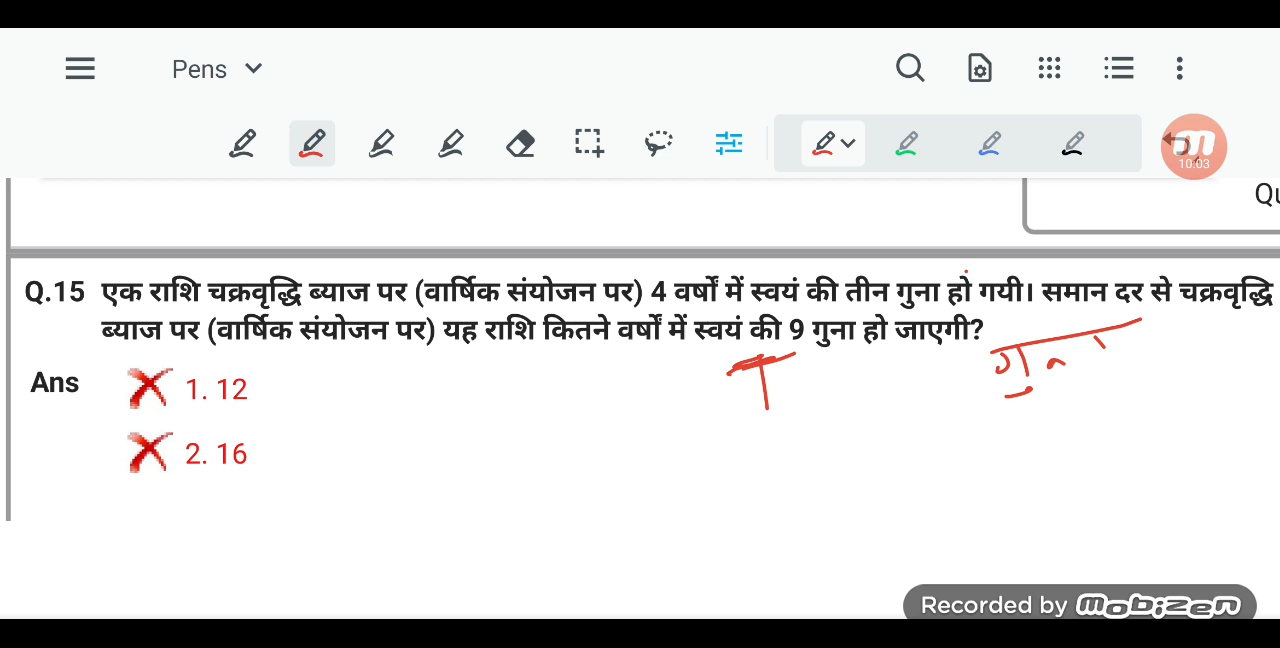 Pens
10:03
Qu
Q.15 एक राशि चक्रवृद्धि ब्याज पर (वार्षिक संयोजन पर) 4 वर्षों में स्वयं की तीन गुना हो गयी। समान दर से चक्रवृद्धि
ब्याज पर (वार्षिक संयोजन पर) यह राशि कितने वर्षों में स्वयं की 9 गुना हो जाएगी?
T
Ans 1. 12
2. 16
Recorded by MOBIZEN